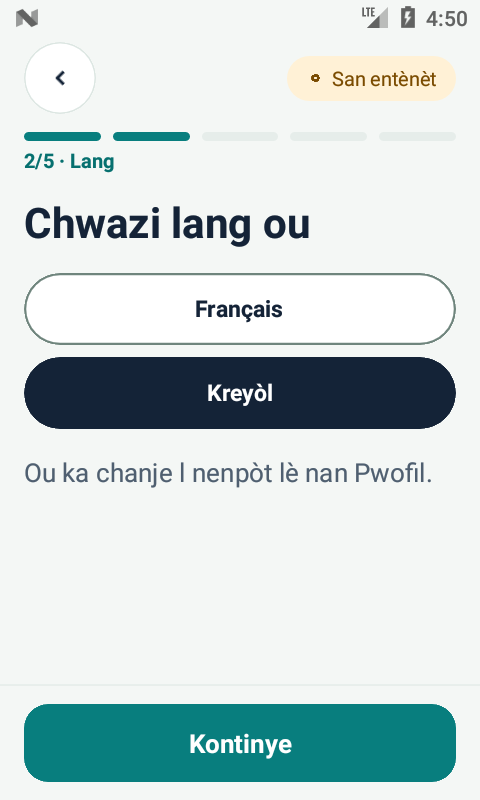 LTE 4:50
San entènèt
2/5 · Lang
Chwazi lang ou
Français
Kreyòl
Ou ka chanje l nenpòt lè nan Pwofil.
Kontinye